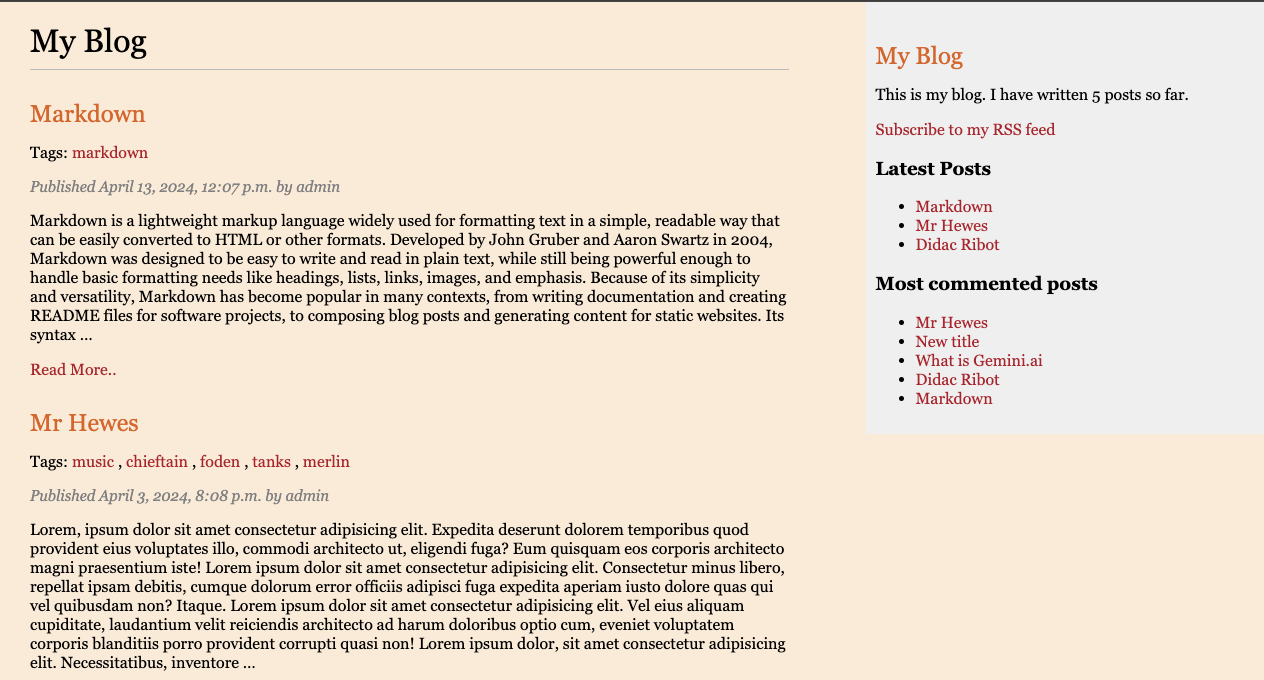 My Blog
Markdown
Tags: markdown
Published April 13, 2024, 12:07 p.m. by admin
Markdown is a lightweight markup language widely used for formatting text in a simple, readable way that
can be easily converted to HTML or other formats. Developed by John Gruber and Aaron Swartz in 2004,
Markdown was designed to be easy to write and read in plain text, while still being powerful enough to
handle basic formatting needs like headings, lists, links, images, and emphasis. Because of its simplicity
and versatility, Markdown has become popular in many contexts, from writing documentation and creating
README files for software projects, to composing blog posts and generating content for static websites. Its
syntax ...
Read More..
Mr Hewes
Tags: music , chieftain , foden , tanks , merlin
Published April 3, 2024, 8:08 p.m. by admin
Lorem, ipsum dolor sit amet consectetur adipisicing elit. Expedita deserunt dolorem temporibus quod
provident eius voluptates illo, commodi architecto ut, eligendi fuga? Eum quisquam eos corporis architecto
magni praesentium iste! Lorem ipsum dolor sit amet consectetur adipisicing elit. Consectetur minus libero,
repellat ipsam debitis, cumque dolorum error officiis adipisci fuga expedita aperiam iusto dolore quas qui
vel quibusdam non? Itaque. Lorem ipsum dolor sit amet consectetur adipisicing elit. Vel eius aliquam
cupiditate, laudantium velit reiciendis architecto ad harum doloribus optio cum, eveniet voluptatem
corporis blanditiis porro provident corrupti quasi non! Lorem ipsum dolor, sit amet consectetur adipisicing
elit. Necessitatibus, inventore ...
My Blog
This is my blog. I have written 5 posts so far.
Subscribe to my RSS feed
Latest Posts
Markdown
Mr Hewes
Didac Ribot
Most commented posts
Mr Hewes
New title
What is Gemini.ai
Didac Ribot
Markdown